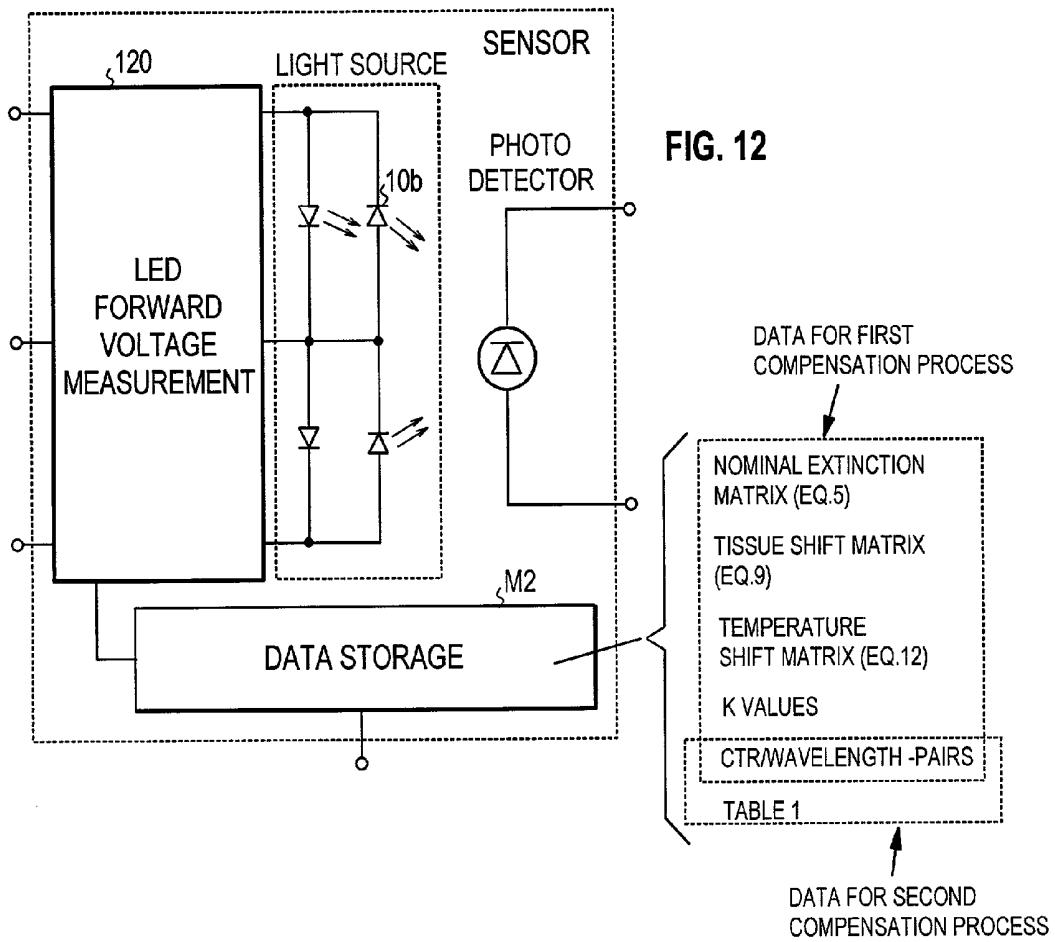 SENSOR
120
LIGHT SOURCE
FIG. 12
PHOTO
DETECTOR
10b
LED
FORWARD
VOLTAGE
MEASUREMENT
DATA FOR FIRST
COMPENSATION PROCESS
NOMINAL EXTINCTION
MATRIX (EQ.5)
TISSUE SHIFT MATRIX
(EQ.9)
M2
TEMPERATURE
SHIFT MATRIX (EQ.12)
DATA STORAGE
K VALUES
CTR/WAVELENGTH -PAIRS
TABLE 1
DATA FOR SECOND
COMPENSATION PROCESS